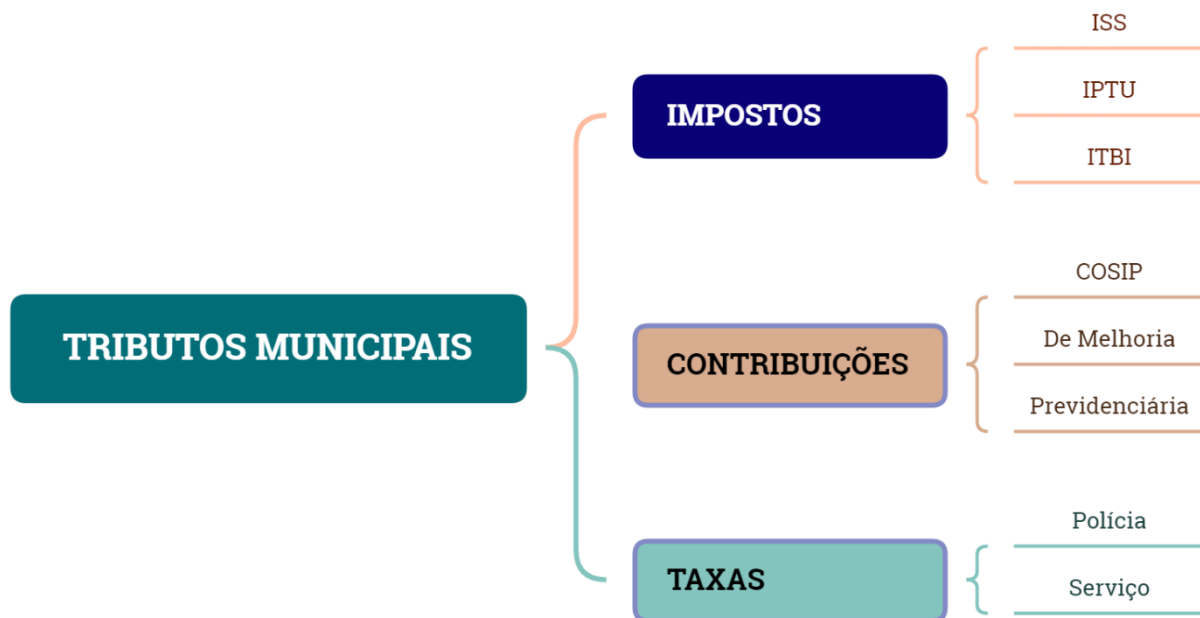 TRIBUTOS MUNICIPAIS
IMPOSTOS
ISS
IPTU
ITBI
CONTRIBUIÇÕES
COSIP
De Melhoria
Previdenciária
TAXAS
Polícia
Serviço